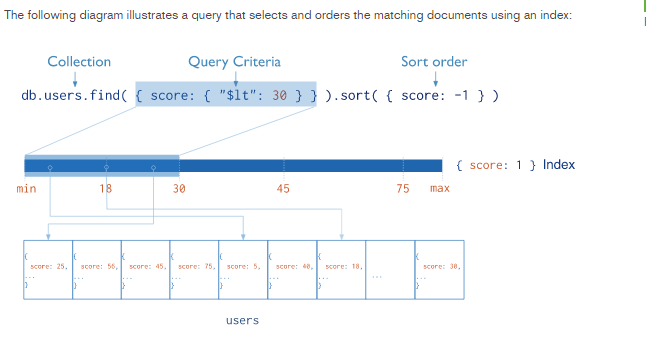 The following diagram illustrates a query that selects and orders the matching documents using an index:
Collection Query Criteria Sort order
db.users.find( { score: { "$lt": 30 } } ).sort( { score: -1 } )
{ score: 1 } Index
min 18 30 45 75 max
{ { { { { { { {
score: 25, score: 56, score: 45, score: 75, score: 5, score: 40, score: 18, score: 30,
... ... ... ... ... ... ... ... ...
} } } } } } } }
users